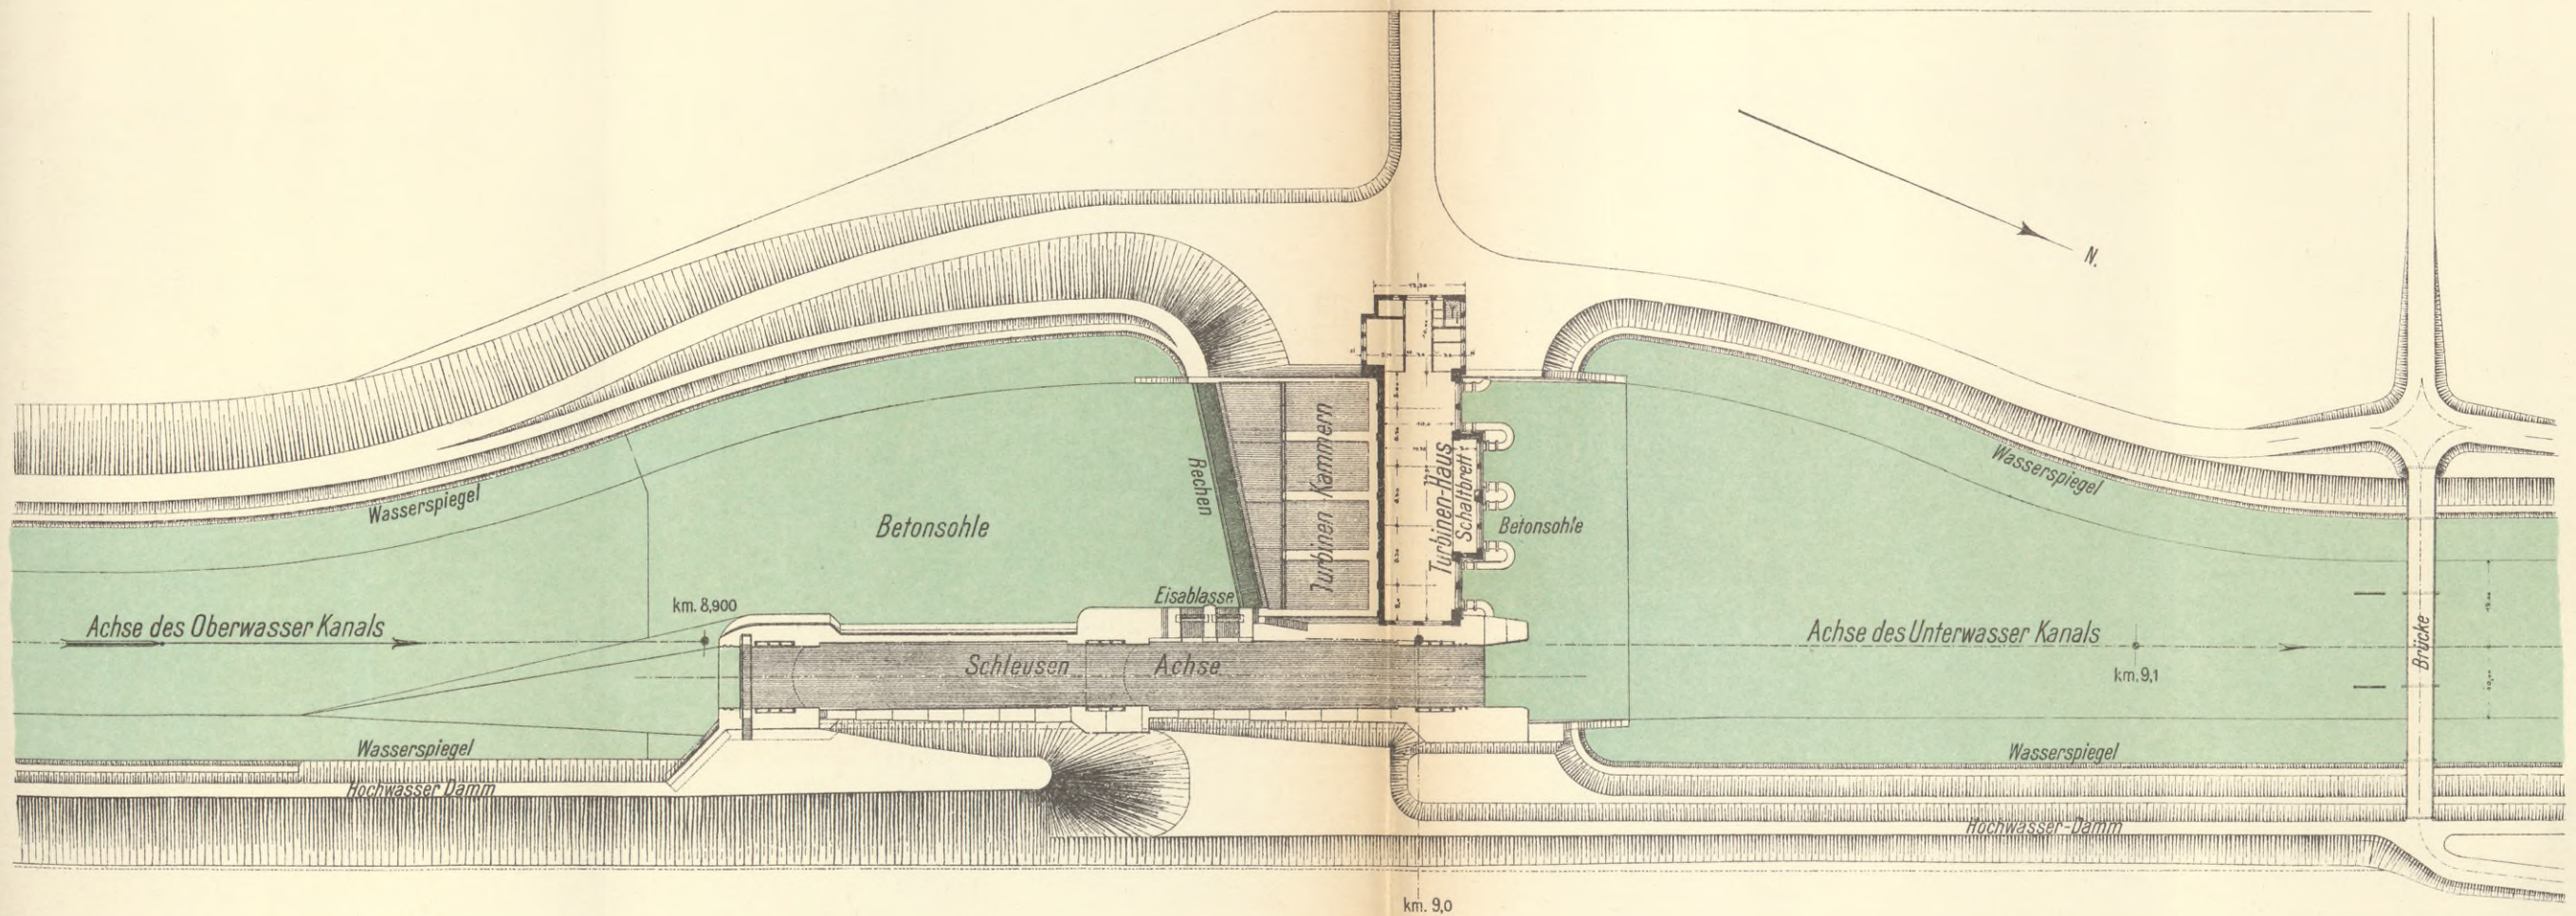 N.
Wasserspiegel
Wasserspiegel
Rechen
Turbinen Kammern
Turbinen-Haus
Schaltbrett
Betonsohle
Betonsohle
Eisablasse
km. 8,900
Achse des Oberwasser Kanals
Achse des Unterwasser Kanals
km. 9,1
Brücke
Schleusen Achse
Wasserspiegel
Wasserspiegel
Hochwasser Damm
Hochwasser-Damm
km. 9,0